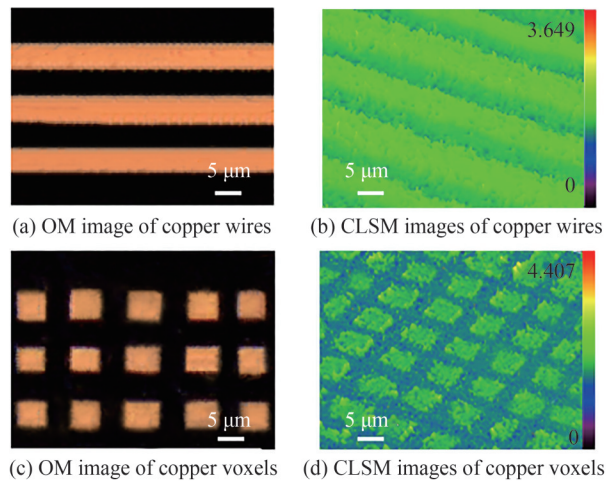 3.649
5 μm
5 μm
0
(a) OM image of copper wires
(b) CLSM images of copper wires
4.407
5 μm
5 μm
0
(c) OM image of copper voxels
(d) CLSM images of copper voxels